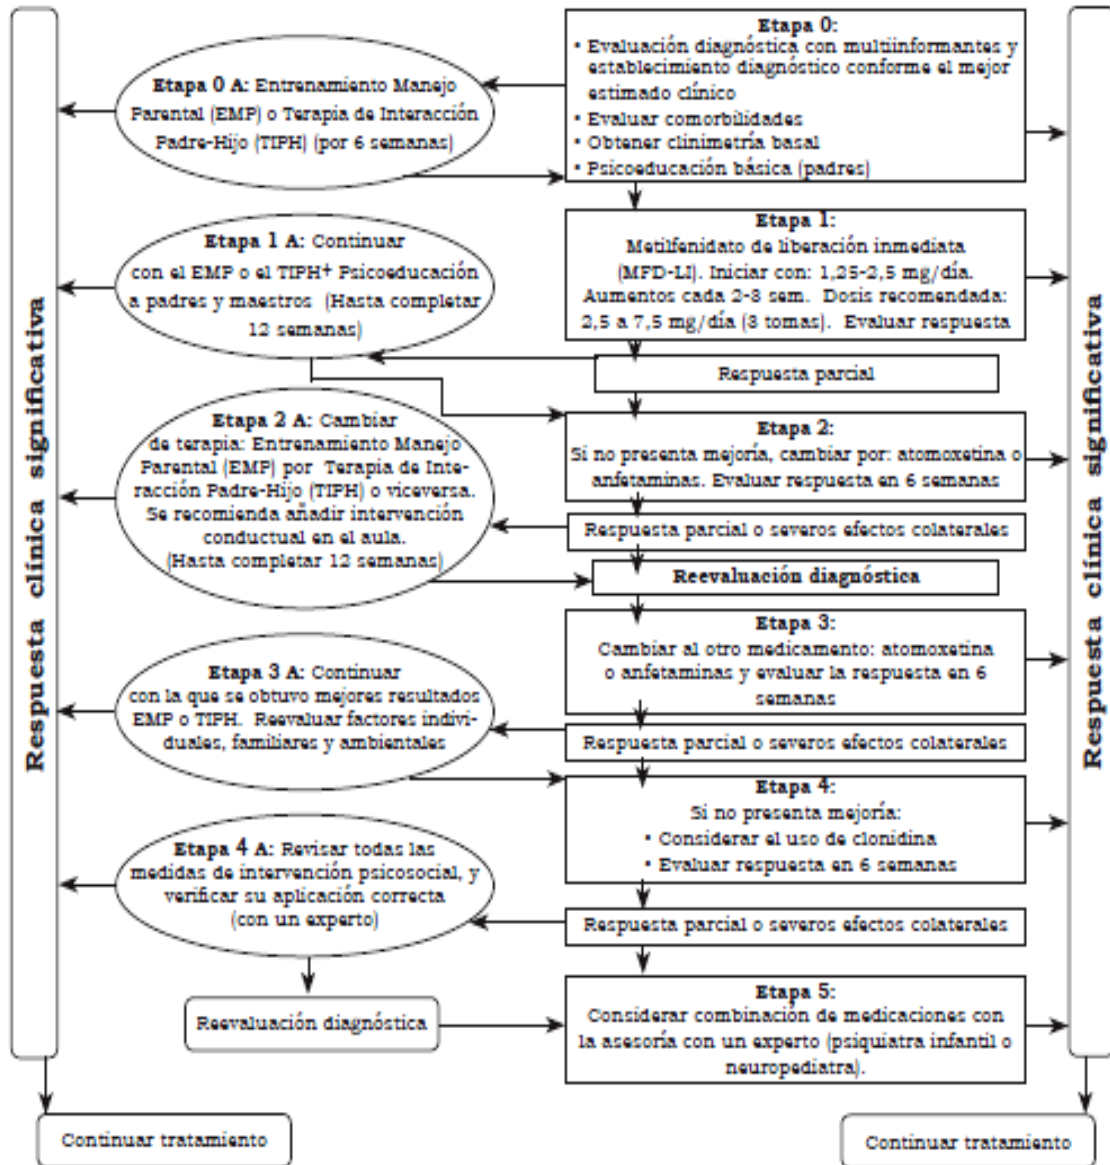 Respuesta clínica significativa
Etapa 0:
• Evaluación diagnóstica con multiinformantes y
establecimiento diagnóstico conforme el mejor
estimado clínico
• Evaluar comorbilidades
• Obtener clinimetría basal
• Psicoeducación básica (padres)
Etapa 0 A: Entrenamiento Manejo
Parental (EMP) o Terapia de Interacción
Padre-Hijo (TIPH) (por 6 semanas)
Etapa 1:
Metilfenidato de liberación inmediata
(MFD-LI). Iniciar con: 1,25-2,5 mg/día.
Aumentos cada 2-3 sem. Dosis recomendada:
2,5 a 7,5 mg/día (3 tomas). Evaluar respuesta
Respuesta parcial
Etapa 1 A: Continuar
con el EMP o el TIPH+ Psicoeducación
a padres y maestros (Hasta completar
12 semanas)
Etapa 2:
Si no presenta mejoría, cambiar por: atomoxetina o
anfetaminas. Evaluar respuesta en 6 semanas
Respuesta parcial o severos efectos colaterales
Etapa 2 A: Cambiar
de terapia: Entrenamiento Manejo
Parental (EMP) por Terapia de Inte-
racción Padre-Hijo (TIPH) o viceversa.
Se recomienda añadir intervención
conductual en el aula.
(Hasta completar 12 semanas)
Reevaluación diagnóstica
Etapa 3:
Cambiar al otro medicamento: atomoxetina
o anfetaminas y evaluar la respuesta en 6
semanas
Respuesta parcial o severos efectos colaterales
Etapa 3 A: Continuar
con la que se obtuvo mejores resultados
EMP o TIPH. Reevaluar factores indivi-
duales, familiares y ambientales
Etapa 4:
Si no presenta mejoría:
• Considerar el uso de clonidina
• Evaluar respuesta en 6 semanas
Respuesta parcial o severos efectos colaterales
Etapa 4 A: Revisar todas las
medidas de intervención psicosocial, y
verificar su aplicación correcta
(con un experto)
Reevaluación diagnóstica
Etapa 5:
Considerar combinación de medicaciones con
la asesoría con un experto (psiquiatra infantil o
neuropediatra).
Respuesta clínica significativa
Continuar tratamiento
Continuar tratamiento